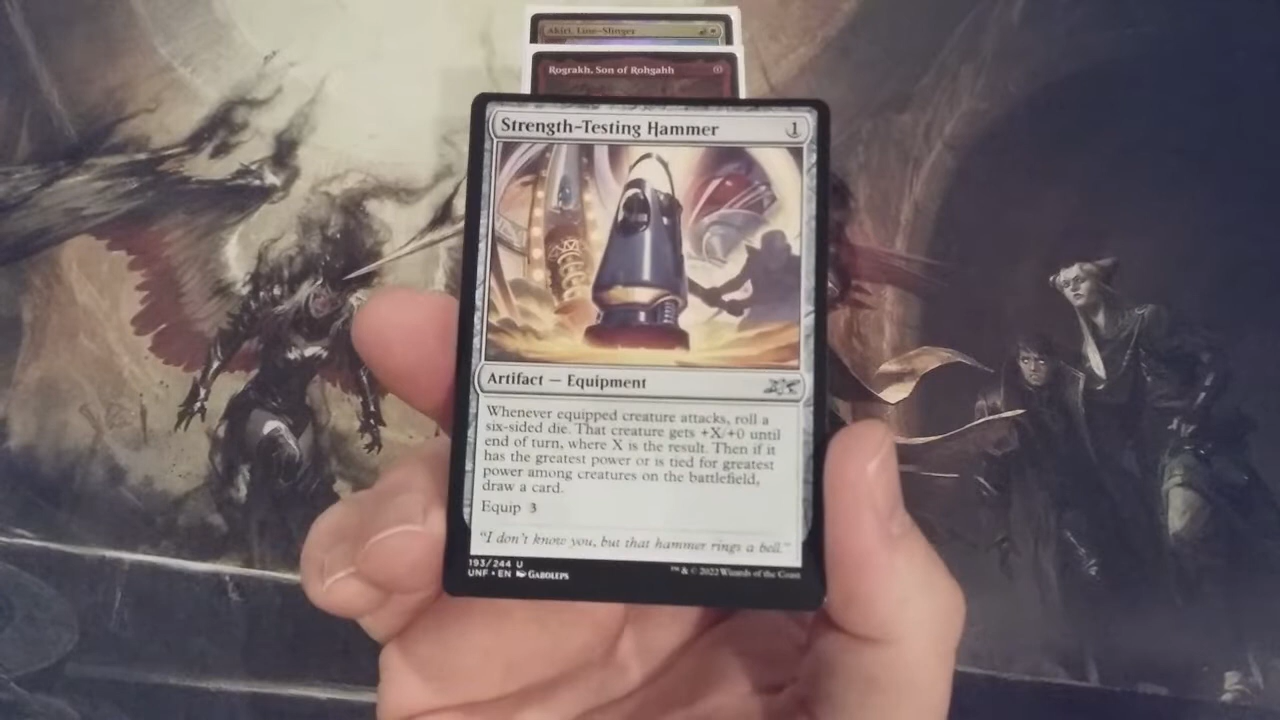 Akiri, Line-Slinger
Rograkh, Son of Rohgahh
0
Strength-Testing Hammer 1
Artifact — Equipment
Whenever equipped creature attacks, roll a
six-sided die. That creature gets +X/+0 until
end of turn, where X is the result. Then if it
has the greatest power or is tied for greatest
power among creatures on the battlefield,
draw a card.
Equip 3
"I don't know you, but that hammer rings a bell."
193/244 U
UNF • EN Gaboleps
™ & © 2022 Wizards of the Coast